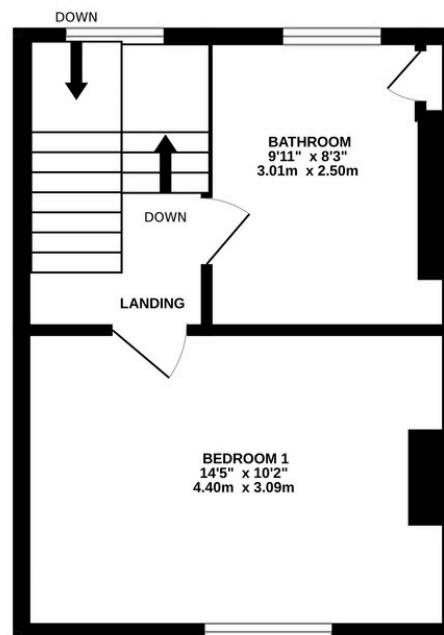 DOWN
BATHROOM
9'11" x 8'3"
3.01m x 2.50m
DOWN
LANDING
BEDROOM 1
14'5" x 10'2"
4.40m x 3.09m